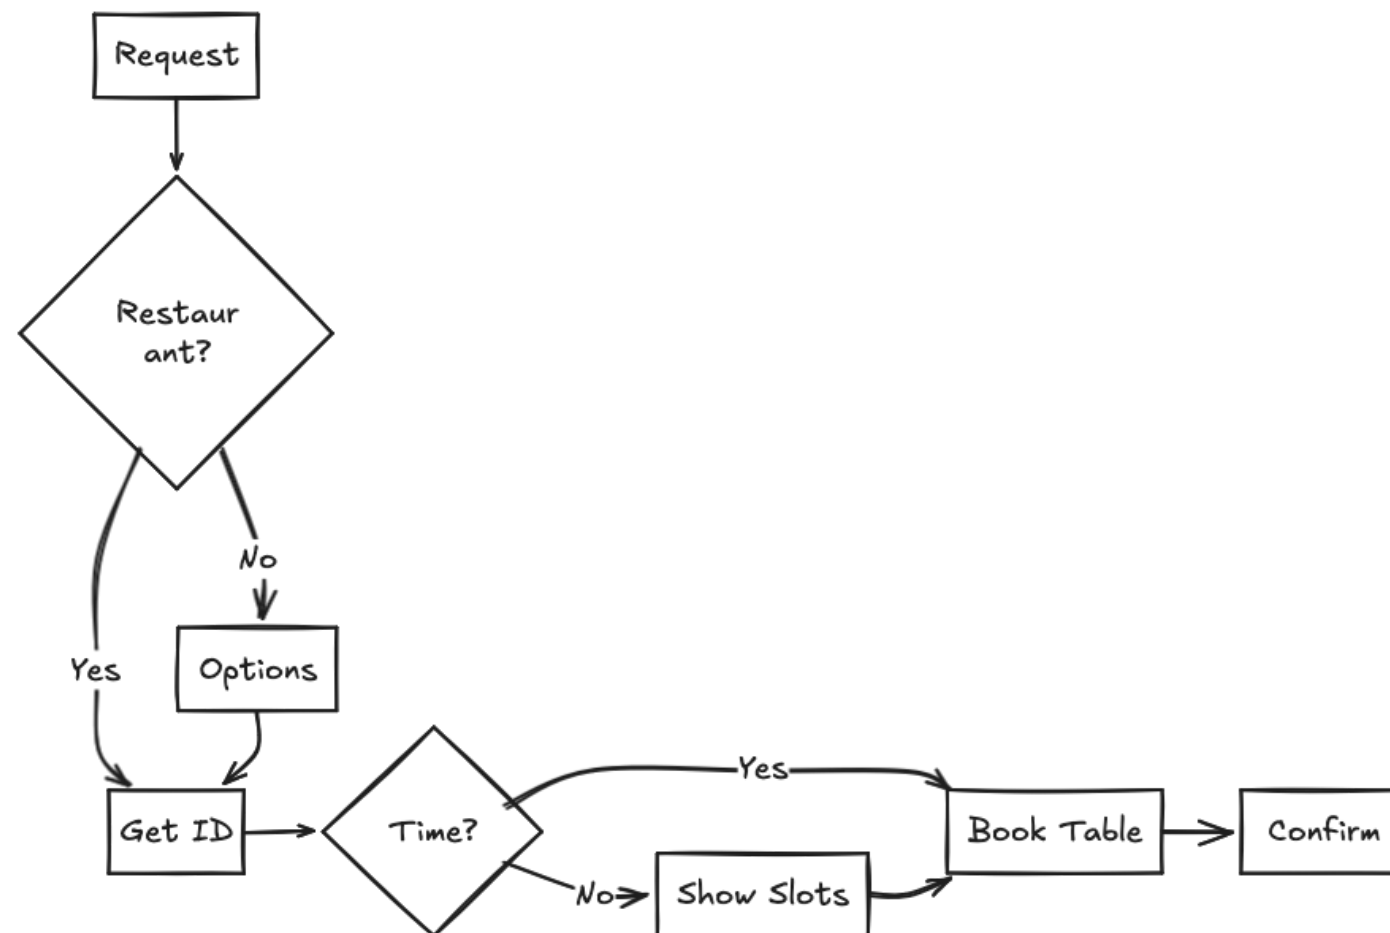 Request
Restaur
ant?
No
Yes
Options
Yes
Get ID
Time?
Book Table
Confirm
No
Show Slots